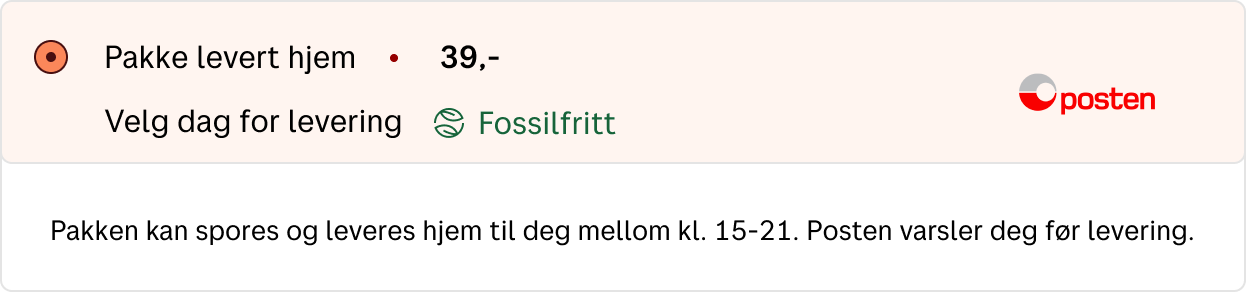 Pakke levert hjem • 39,-
Velg dag for levering Fossilfritt
posten
Pakken kan spores og leveres hjem til deg mellom kl. 15-21. Posten varsler deg før levering.